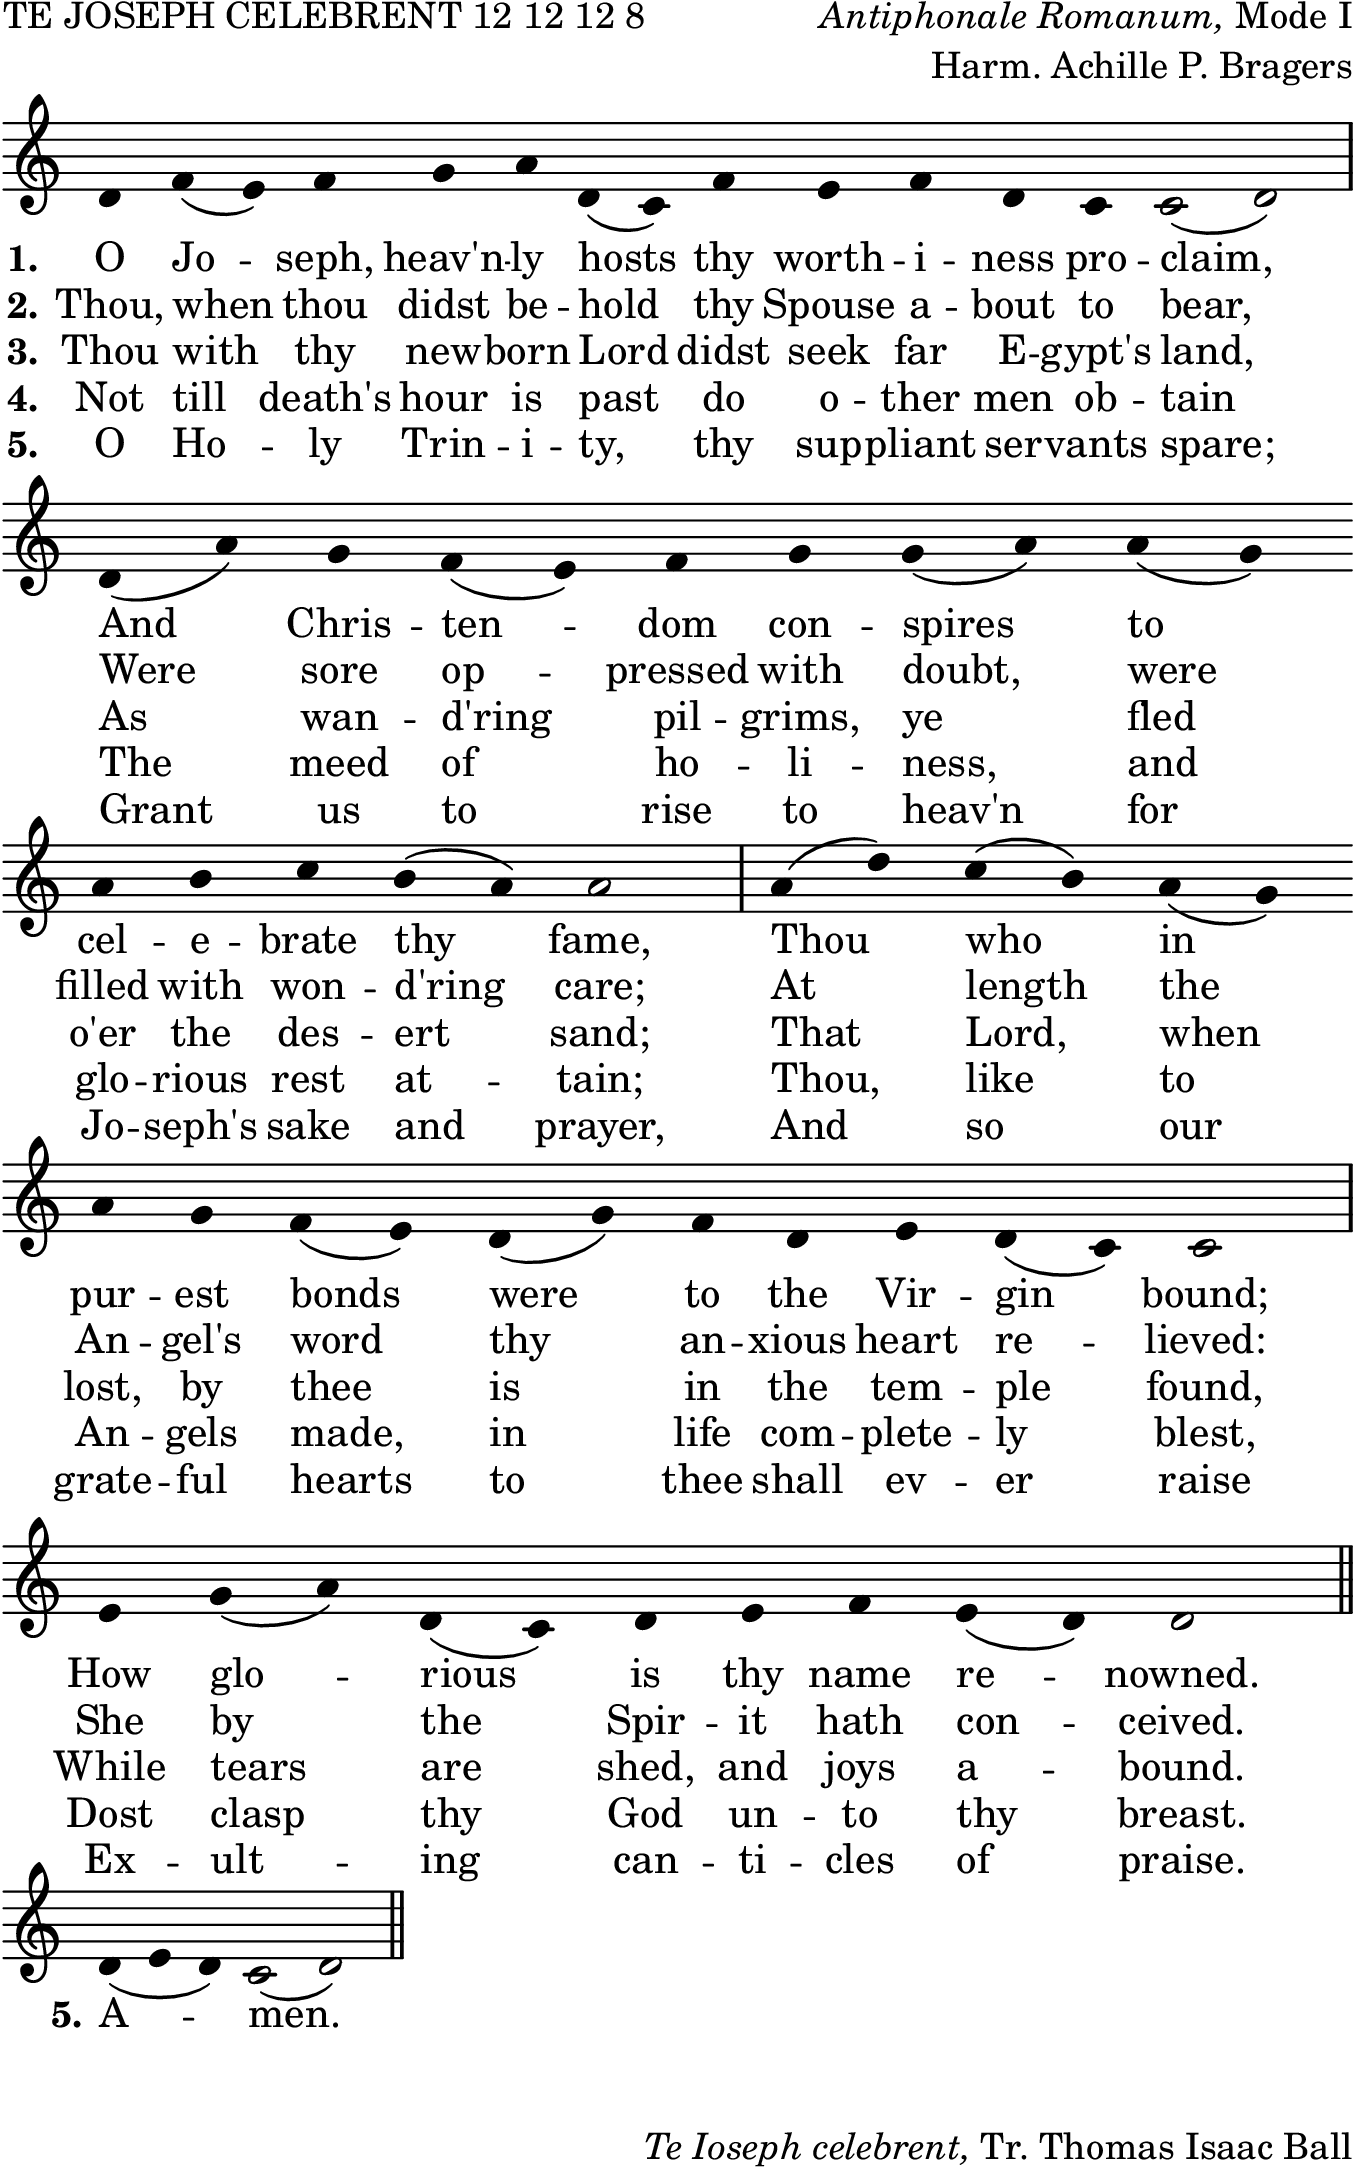 TE JOSEPH CELEBRENT 12 12 12 8 Antiphonale Romanum, Mode I
Harm. Achille P. Bragers
1. O Jo - seph, heav'n - ly hosts thy worth - i - ness pro - claim,
2. Thou, when thou didst be - hold thy Spouse a - bout to bear,
3. Thou with thy new - born Lord didst seek far E - gypt's land,
4. Not till death's hour is past do o - ther men ob - tain
5. O Ho - ly Trin - i - ty, thy sup - pliant ser - vants spare;
And Chris - ten - dom con - spires to
Were sore op - pressed with doubt, were
As wan - d'ring pil - grims, ye fled
The meed of ho - li - ness, and
Grant us to rise to heav'n for
cel - e - brate thy fame, Thou who in
filled with won - d'ring care; At length the
o'er the des - ert sand; That Lord, when
glo - rious rest at - tain; Thou, like to
Jo - seph's sake and prayer, And so our
pur - est bonds were to the Vir - gin bound;
An - gel's word thy an - xious heart re - lieved:
lost, by thee is in the tem - ple found,
An - gels made, in life com - plete - ly blest,
grate - ful hearts to thee shall ev - er raise
How glo - rious is thy name re - nowned.
She by the Spir - it hath con - ceived.
While tears are shed, and joys a - bound.
Dost clasp thy God un - to thy breast.
Ex - ult - ing can - ti - cles of praise.
5. A - men.
Te Ioseph celebrent, Tr. Thomas Isaac Ball